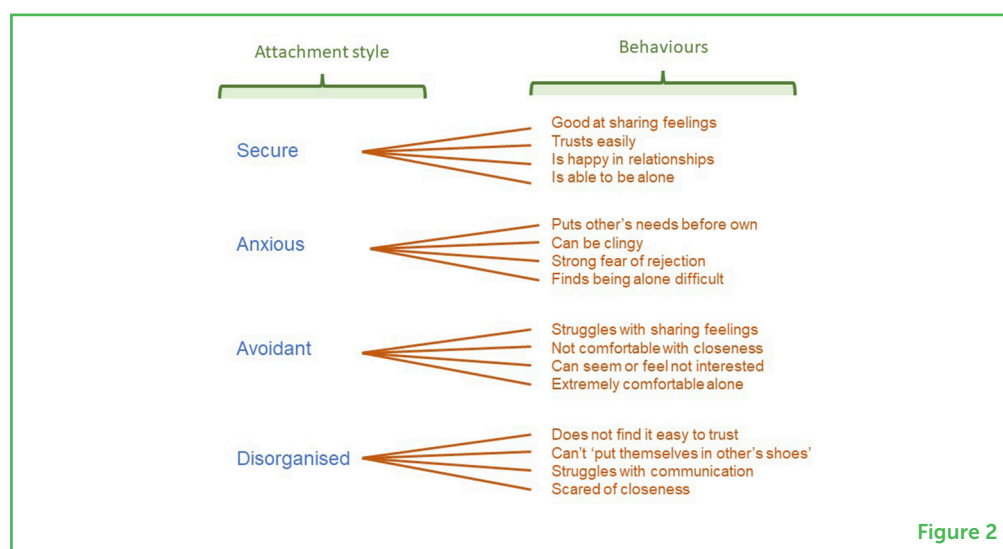 Attachment style
Behaviours
Secure
Good at sharing feelings
Trusts easily
Is happy in relationships
Is able to be alone
Anxious
Puts other's needs before own
Can be clingy
Strong fear of rejection
Finds being alone difficult
Avoidant
Struggles with sharing feelings
Not comfortable with closeness
Can seem or feel not interested
Extremely comfortable alone
Disorganised
Does not find it easy to trust
Can't ‘put themselves in other's shoes’
Struggles with communication
Scared of closeness
Figure 2